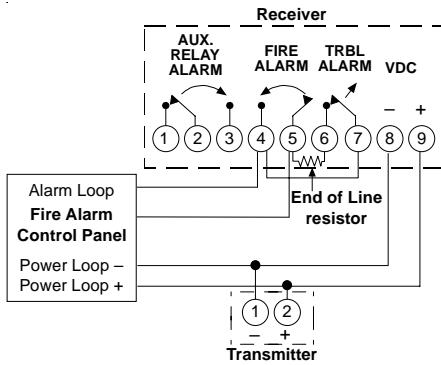 Receiver
AUX.
RELAY
ALARM
FIRE
ALARM
TRBL
ALARM
VDC
– +
1 2 3 4 5 6 7 8 9
Alarm Loop
Fire Alarm
Control Panel
Power Loop –
Power Loop +
End of Line
resistor
1 2
– +
Transmitter